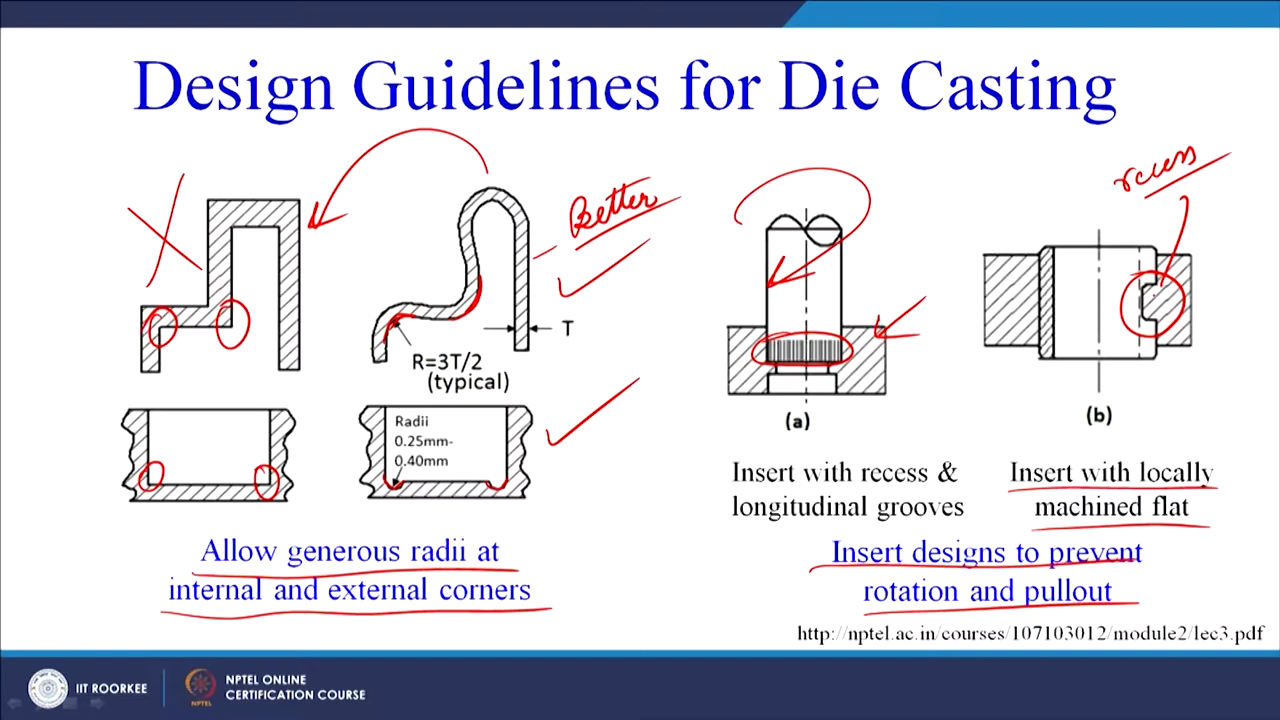 Design Guidelines for Die Casting
Better
T
R=3T/2
(typical)
Radii
0.25mm-
0.40mm
Allow generous radii at
internal and external corners
recess
(a)
(b)
Insert with recess &
longitudinal grooves
Insert with locally
machined flat
Insert designs to prevent
rotation and pullout
http://nptel.ac.in/courses/107103012/module2/lec3.pdf
IIT ROORKEE
NPTEL
NPTEL ONLINE
CERTIFICATION COURSE